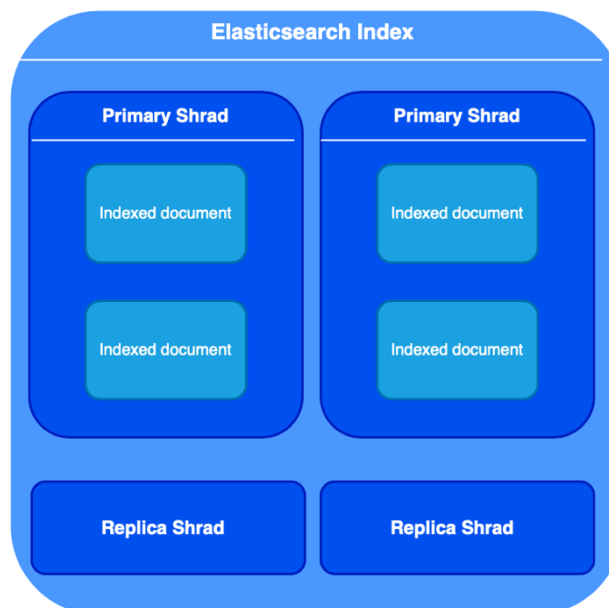 Elasticsearch Index
Primary Shrad
Primary Shrad
Indexed document
Indexed document
Indexed document
Indexed document
Replica Shrad
Replica Shrad